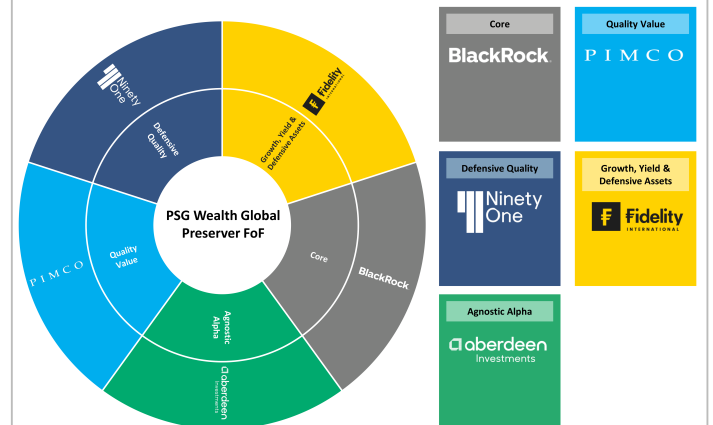 Ninety
One
Defensive
Quality
Fidelity
INTERNATIONAL
Growth, Yield &
Defensive Assets
PSG Wealth Global
Preserver FoF
PIMCO
Quality
Value
Core
BlackRock
Agnostic
Alpha
aberdeen
Investments
Core
BlackRock.
Quality Value
PIMCO
Defensive Quality
Ninety
One
Growth, Yield &
Defensive Assets
Fidelity
INTERNATIONAL
Agnostic Alpha
aberdeen
Investments